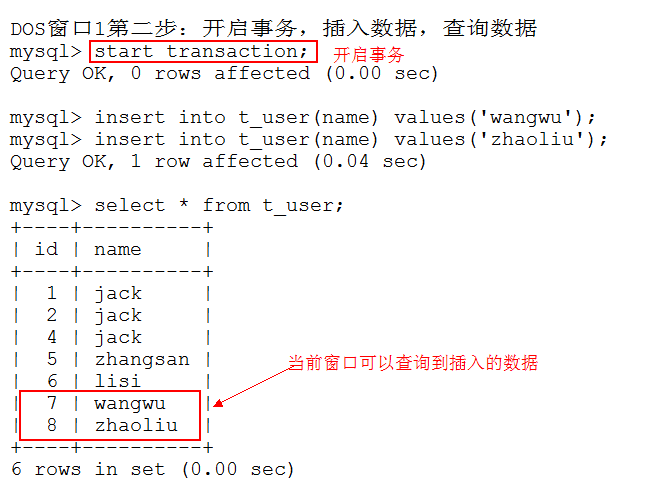 DOS窗口1第二步：开启事务，插入数据，查询数据
mysql> start transaction; 开启事务
Query OK, 0 rows affected (0.00 sec)
mysql> insert into t_user(name) values('wangwu');
mysql> insert into t_user(name) values('zhaoliu');
Query OK, 1 row affected (0.04 sec)
mysql> select * from t_user;
+----+----------+
| id | name     |
+----+----------+
|  1 | jack     |
|  2 | jack     |
|  4 | jack     |
|  5 | zhangsan |
|  6 | lisi     |
|  7 | wangwu   |
|  8 | zhaoliu  |
+----+----------+
当前窗口可以查询到插入的数据
6 rows in set (0.00 sec)